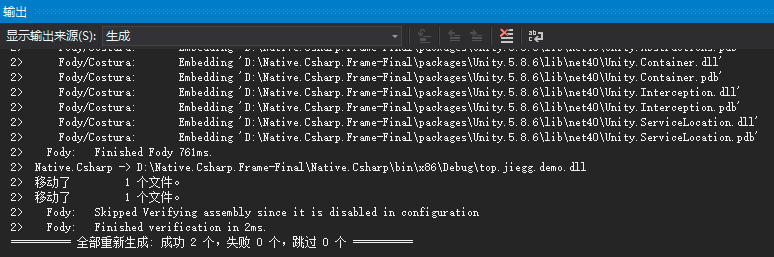 输出
显示输出来源(S): 生成
2>    Fody/Costura:      Embedding 'D:\Native.Csharp.Frame-Final\packages\Unity.5.8.6\lib\net40\Unity.Abstractions.pdb'
2>    Fody/Costura:      Embedding 'D:\Native.Csharp.Frame-Final\packages\Unity.5.8.6\lib\net40\Unity.Container.dll'
2>    Fody/Costura:      Embedding 'D:\Native.Csharp.Frame-Final\packages\Unity.5.8.6\lib\net40\Unity.Container.pdb'
2>    Fody/Costura:      Embedding 'D:\Native.Csharp.Frame-Final\packages\Unity.5.8.6\lib\net40\Unity.Interception.dll'
2>    Fody/Costura:      Embedding 'D:\Native.Csharp.Frame-Final\packages\Unity.5.8.6\lib\net40\Unity.Interception.pdb'
2>    Fody/Costura:      Embedding 'D:\Native.Csharp.Frame-Final\packages\Unity.5.8.6\lib\net40\Unity.ServiceLocation.dll'
2>    Fody/Costura:      Embedding 'D:\Native.Csharp.Frame-Final\packages\Unity.5.8.6\lib\net40\Unity.ServiceLocation.pdb'
2>   Fody:   Finished Fody 761ms.
2>  Native.Csharp -> D:\Native.Csharp.Frame-Final\Native.Csharp\bin\x86\Debug\top.jiegg.demo.dll
2>  移动了         1 个文件。
2>  移动了         1 个文件。
2>    Fody:   Skipped Verifying assembly since it is disabled in configuration
2>    Fody:   Finished verification in 2ms.
========== 全部重新生成: 成功 2 个，失败 0 个，跳过 0 个 ==========